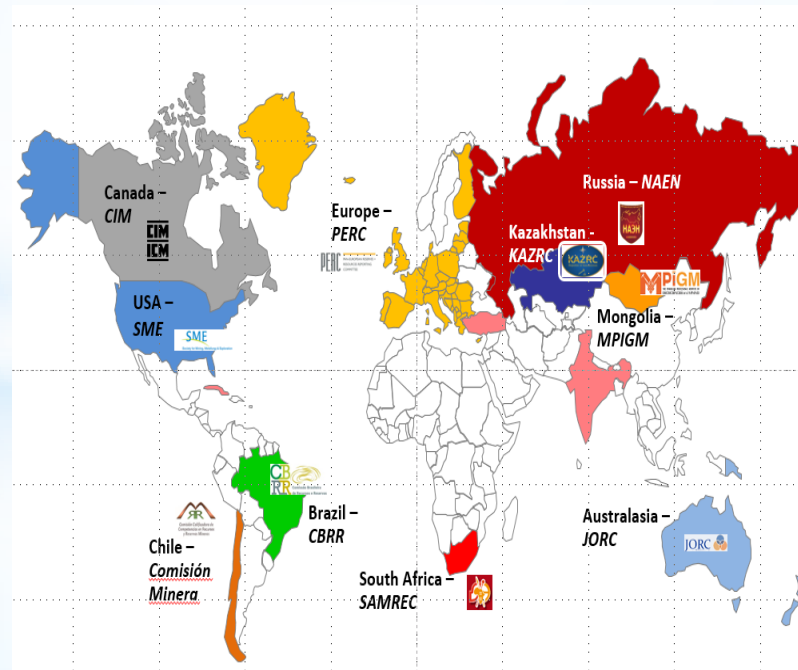 Canada –
CIM
CIM
ICM
USA –
SME
SME
Europe –
PERC
PERC
Russia – NAEN
НАЭН
Kazakhstan -
KAZRC
KAZRC
MPIGM
Mongolia –
MPIGM
CB
RR
Brazil –
CBRR
Chile –
Comisión
Minera
South Africa –
SAMREC
Australasia –
JORC
JORC